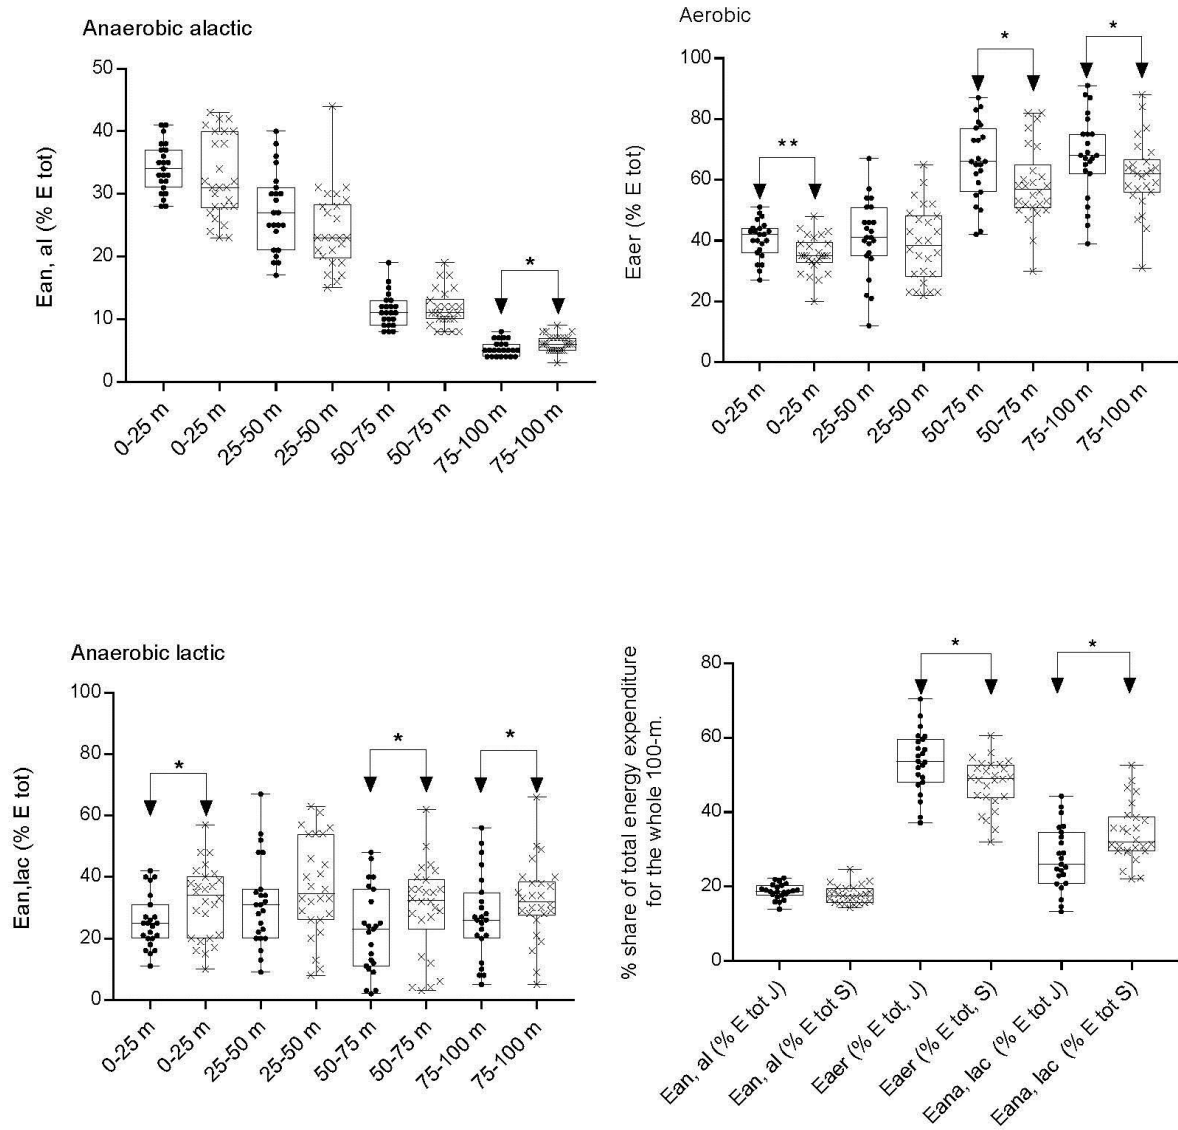 Anaerobic alactic
Ean, al (% E tot)
50
40
30
20
10
0
*
0-25 m
0-25 m
25-50 m
25-50 m
50-75 m
50-75 m
75-100 m
75-100 m
Aerobic
Eaer (% E tot)
100
80
60
40
20
0
**
*
*
0-25 m
0-25 m
25-50 m
25-50 m
50-75 m
50-75 m
75-100 m
75-100 m
Anaerobic lactic
Ean,lac (% E tot)
100
80
60
40
20
0
*
*
*
0-25 m
0-25 m
25-50 m
25-50 m
50-75 m
50-75 m
75-100 m
75-100 m
% share of total energy expenditure
for the whole 100-m.
80
60
40
20
0
*
*
Ean, al (% E tot J)
Ean, al (% E tot S)
Eaer (% E tot, J)
Eaer (% E tot, S)
Eana, lac (% E tot J)
Eana, lac (% E tot S)